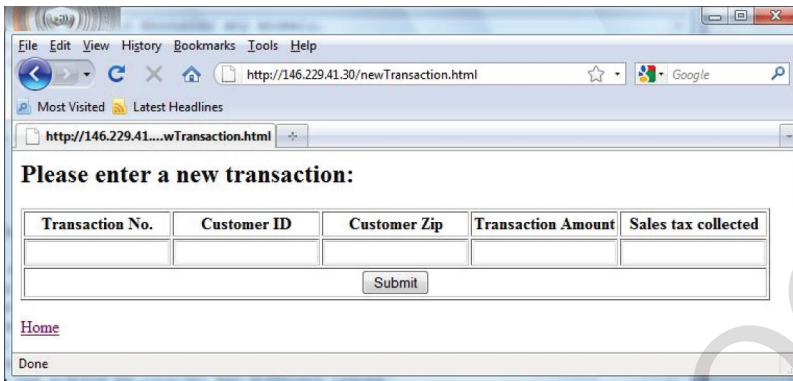 File Edit View History Bookmarks Tools Help
http://146.229.41.30/newTransaction.html Google
Most Visited Latest Headlines
http://146.229.41....wTransaction.html
Please enter a new transaction:
Transaction No. Customer ID Customer Zip Transaction Amount Sales tax collected
Submit
Home
Done